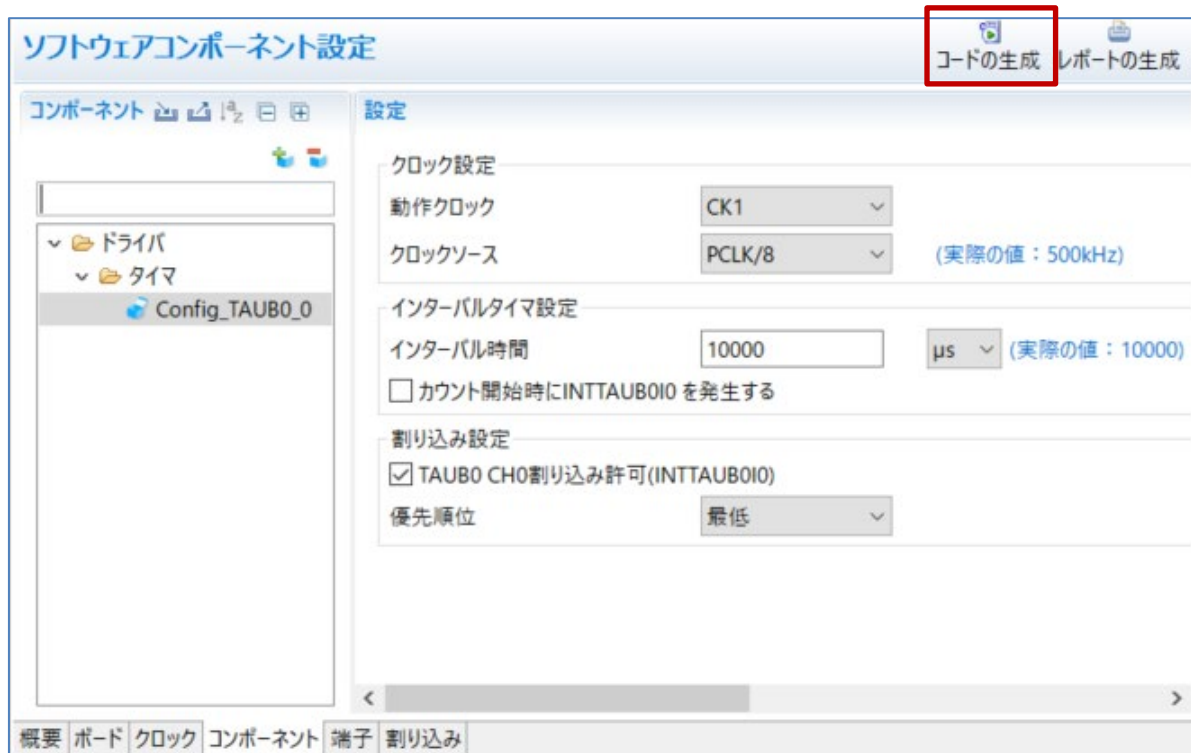 ソフトウェアコンポーネント設定
コードの生成
レポートの生成
コンポーネント
設定
ドライバ
タイマ
Config_TAUB0_0
クロック設定
動作クロック CK1
クロックソース PCLK/8 (実際の値：500kHz)
インターバルタイマ設定
インターバル時間 10000 µs (実際の値：10000)
カウント開始時にINTTAUB0I0 を発生する
割り込み設定
TAUB0 CH0割り込み許可(INTTAUB0I0)
優先順位 最低
概要 ボード クロック コンポーネント 端子 割り込み